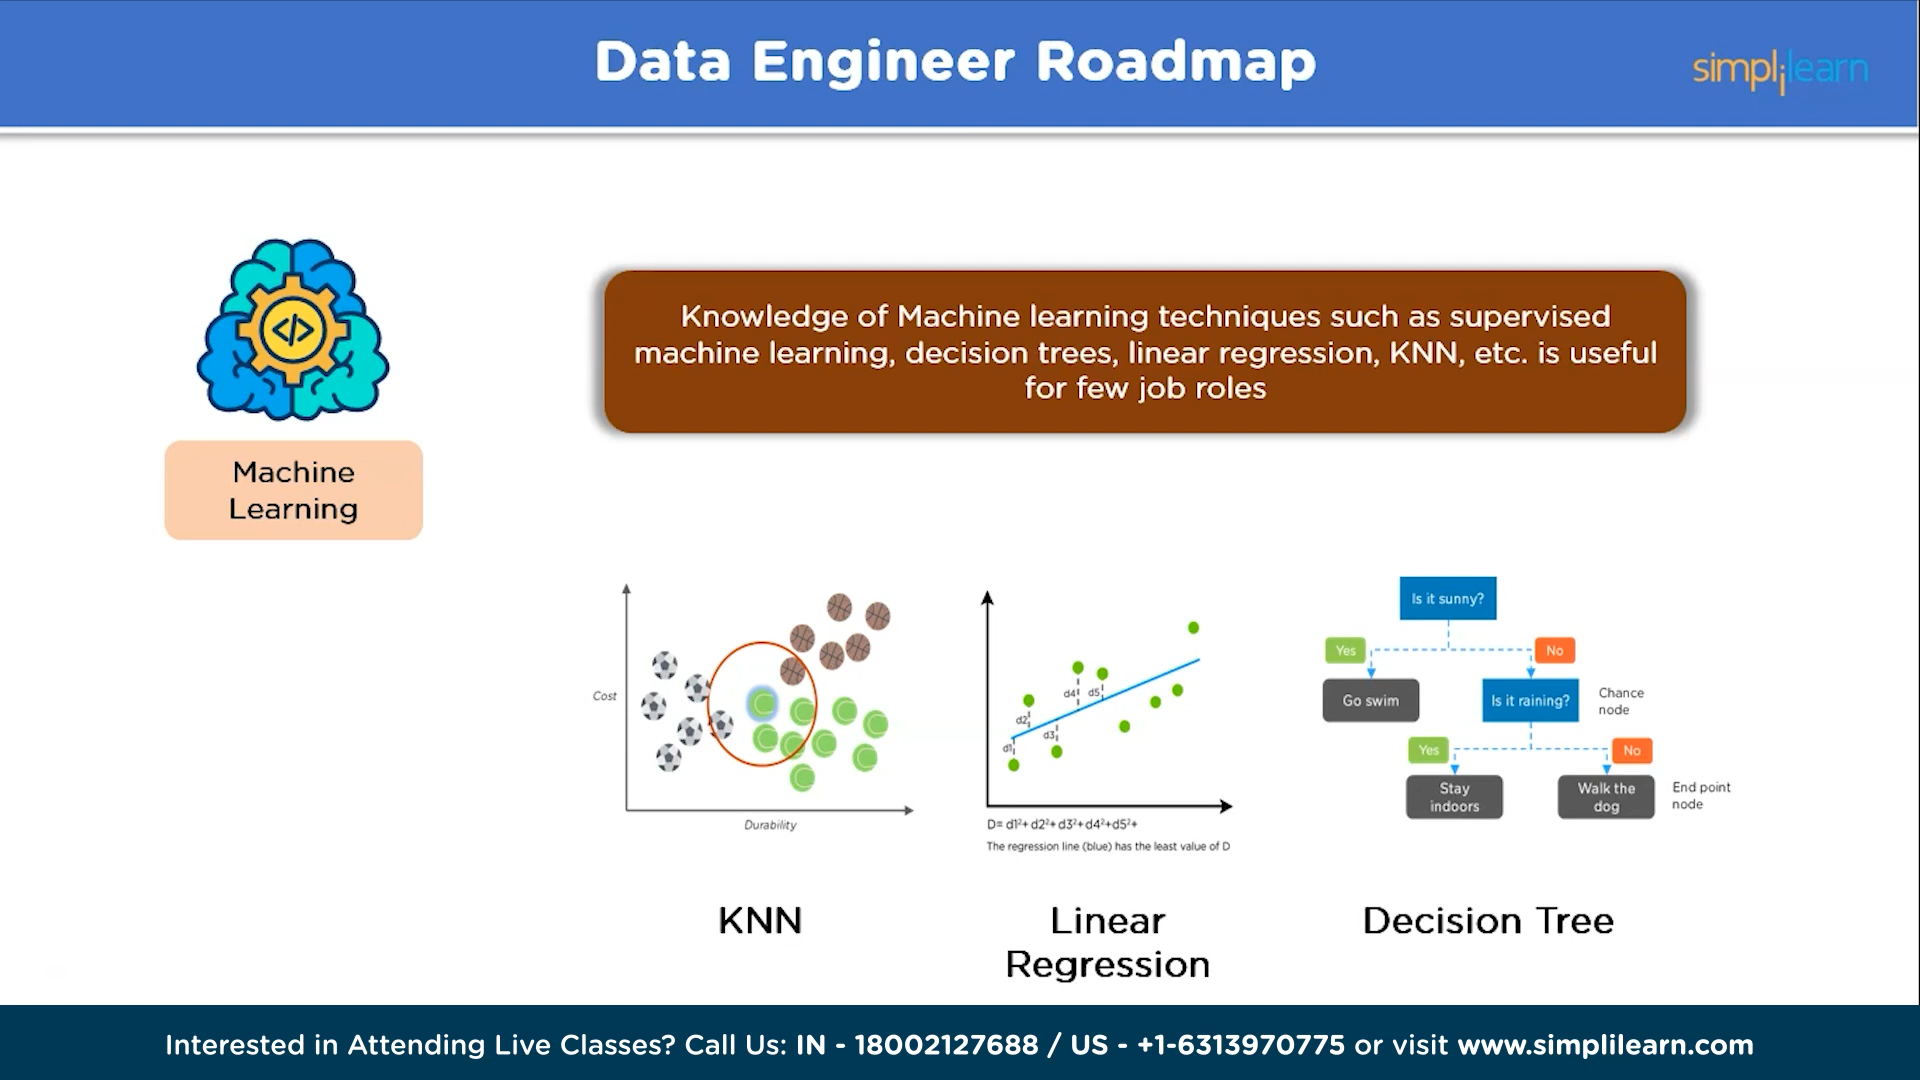 Data Engineer Roadmap
simplilearn
</>
Machine
Learning
Knowledge of Machine learning techniques such as supervised
machine learning, decision trees, linear regression, KNN, etc. is useful
for few job roles
Cost
Durability
KNN
d1
d2
d3
d4
d5
D= d1²+ d2²+ d3²+ d4²+d5²+
The regression line (blue) has the least value of D
Linear
Regression
Is it sunny?
Yes
No
Go swim
Is it raining?
Chance
node
Yes
No
Stay
indoors
Walk the
dog
End point
node
Decision Tree
Interested in Attending Live Classes? Call Us: IN - 18002127688 / US - +1-6313970775 or visit www.simplilearn.com